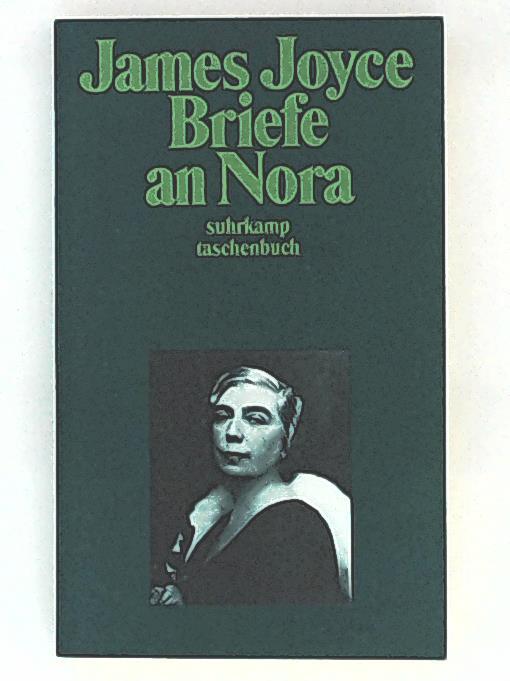 James Joyce
Briefe
an Nora
suhrkamp
taschenbuch